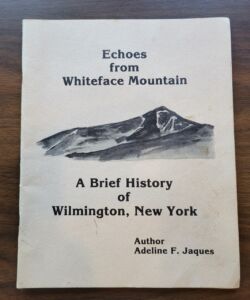 Echoes
from
Whiteface Mountain
A Brief History
of
Wilmington, New York
Author
Adeline F. Jaques